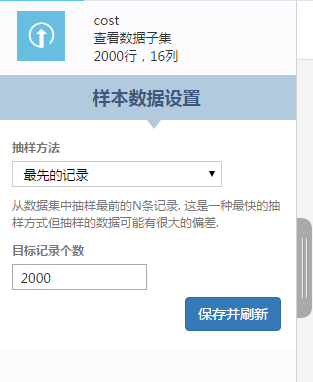 cost
查看数据子集
2000行，16列
样本数据设置
抽样方法
最先的记录
从数据集中抽样最前的N条记录. 这是一种最快的抽
样方式但抽样的数据可能有很大的偏差.
目标记录个数
2000
保存并刷新